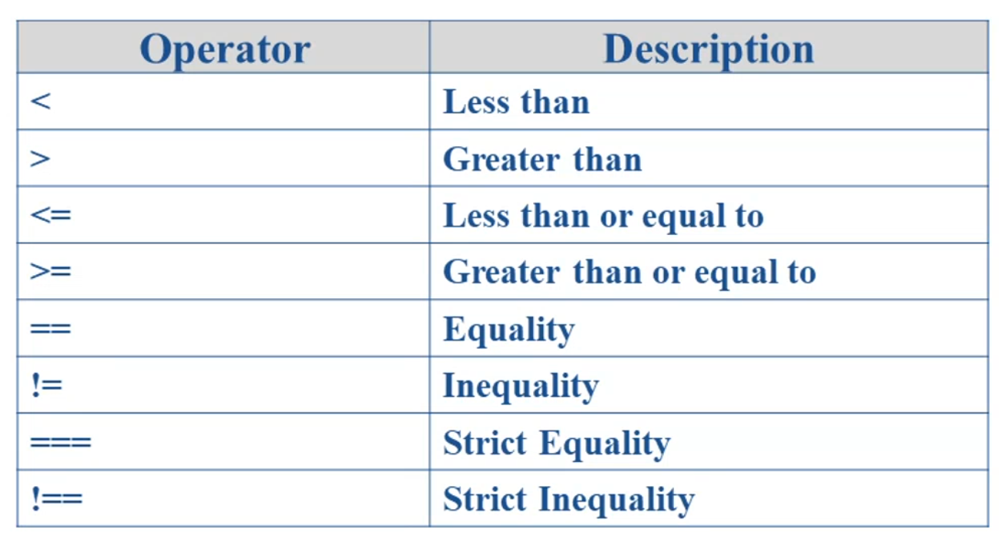 Operator Description
< Less than
> Greater than
<= Less than or equal to
>= Greater than or equal to
== Equality
!= Inequality
=== Strict Equality
!== Strict Inequality